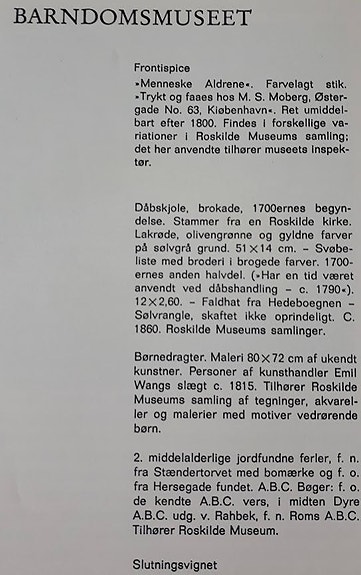 BARNDOMSMUSEET
Frontispice
»Menneske Aldrene«. Farvelagt stik.
»Trykt og faaes hos M. S. Moberg, Øster-
gade No. 63, Kiøbenhavn«. Ret umiddel-
bart efter 1800. Findes i forskellige va-
riationer i Roskilde Museums samling;
det her anvendte tilhører museets inspek-
tør.
Dåbskjole, brokade, 1700ernes begyn-
delse. Stammer fra en Roskilde kirke.
Lakrøde, olivengrønne og gyldne farver
på sølvgrå grund. 51×14 cm. – Svøbe-
liste med broderi i brogede farver. 1700-
ernes anden halvdel. (»Har en tid været
anvendt ved dåbshandling – c. 1790«).
12×2,60. – Faldhat fra Hedeboegnen –
Sølvrangle, skaftet ikke oprindeligt. C.
1860. Roskilde Museums samlinger.
Børnedragter. Maleri 80×72 cm af ukendt
kunstner. Personer af kunsthandler Emil
Wangs slægt c. 1815. Tilhører Roskilde
Museums samling af tegninger, akvarel-
ler og malerier med motiver vedrørende
børn.
2. middelalderlige jordfundne ferler, f. n.
fra Stændertorvet med bomærke og f. o.
fra Hersegade fundet. A.B.C. Bøger: f. o.
de kendte A.B.C. vers, i midten Dyre
A.B.C. udg. v. Rahbek, f. n. Roms A.B.C.
Tilhører Roskilde Museum.
Slutningsvignet